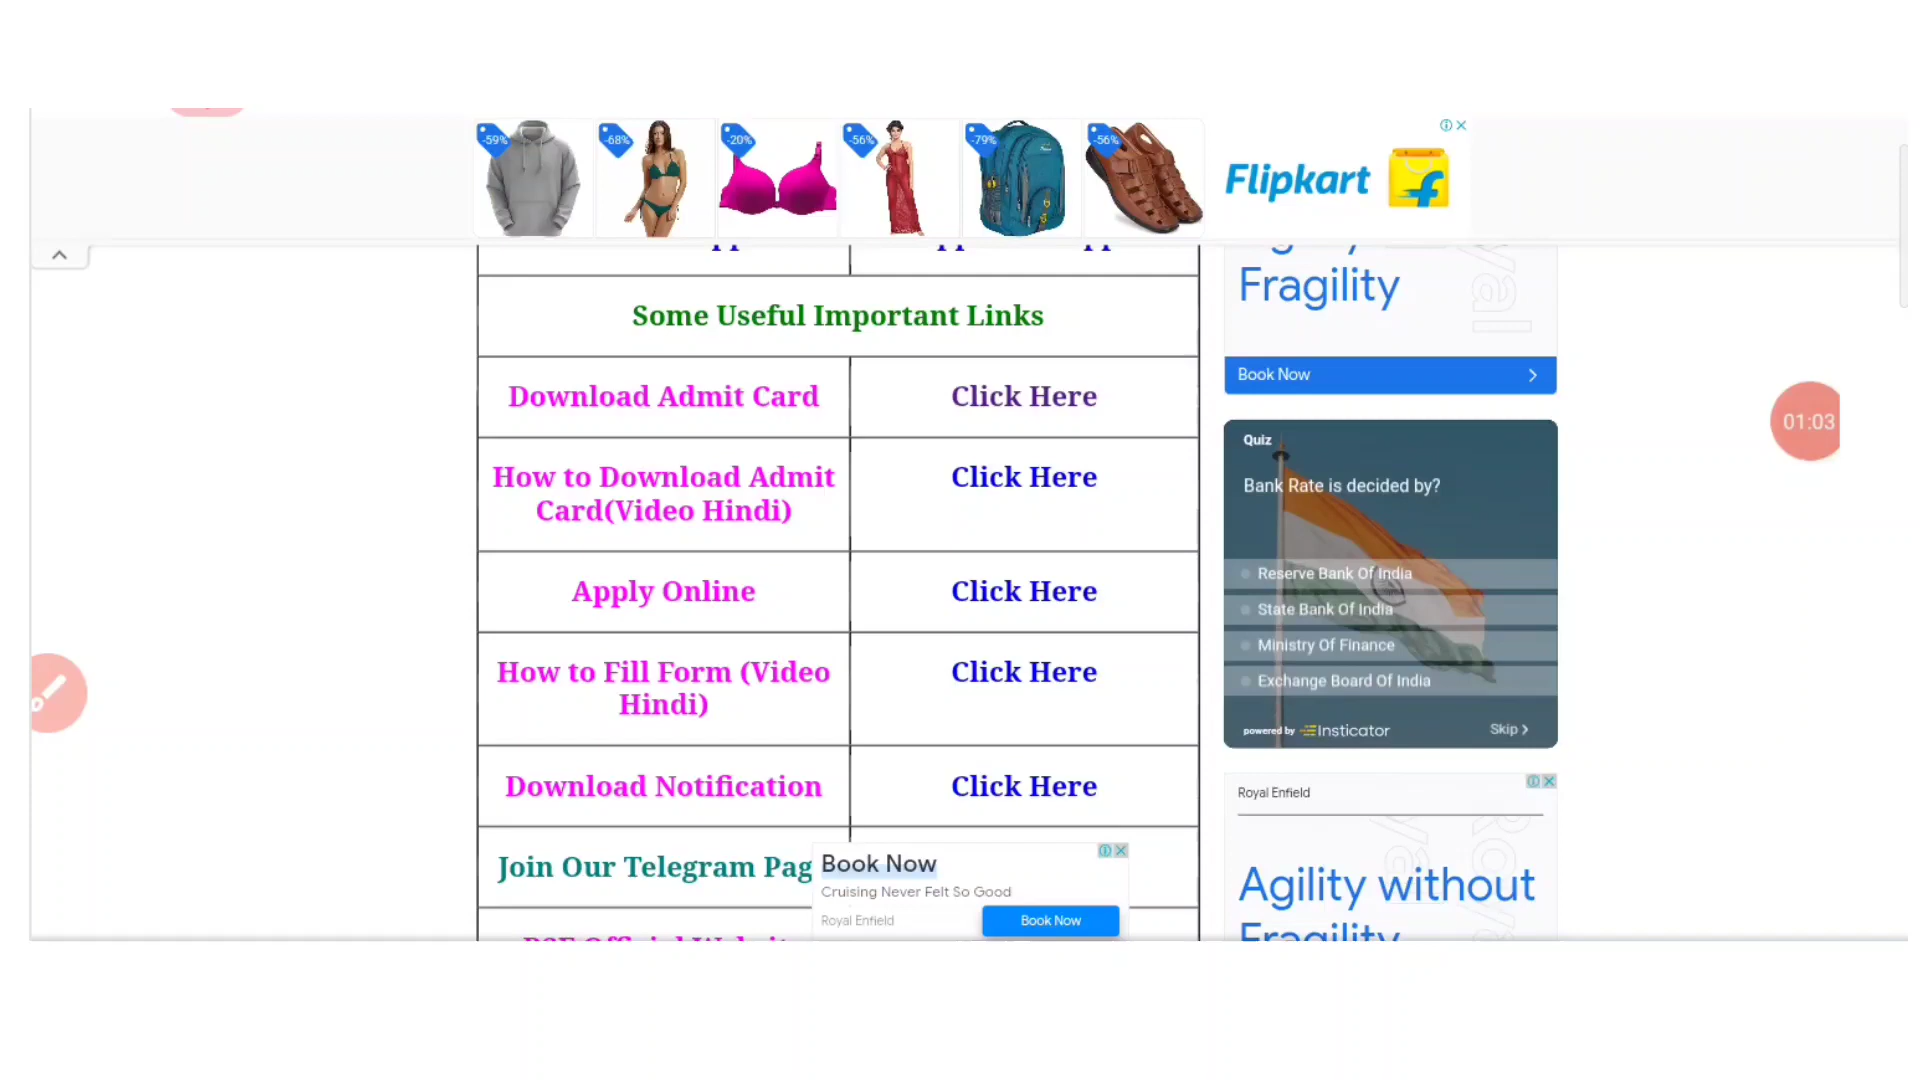 -59%
-68%
-20%
-56%
-79%
-56%
Flipkart
Some Useful Important Links
Download Admit Card
Click Here
How to Download Admit
Card(Video Hindi)
Click Here
Apply Online
Click Here
How to Fill Form (Video
Hindi)
Click Here
Download Notification
Click Here
Join Our Telegram Pag
Book Now
Cruising Never Felt So Good
Royal Enfield
Book Now
Fragility
Book Now
Quiz
Bank Rate is decided by?
Reserve Bank Of India
State Bank Of India
Ministry Of Finance
Exchange Board Of India
powered by Insticator
Skip
Royal Enfield
Agility without
Fragility
01:03